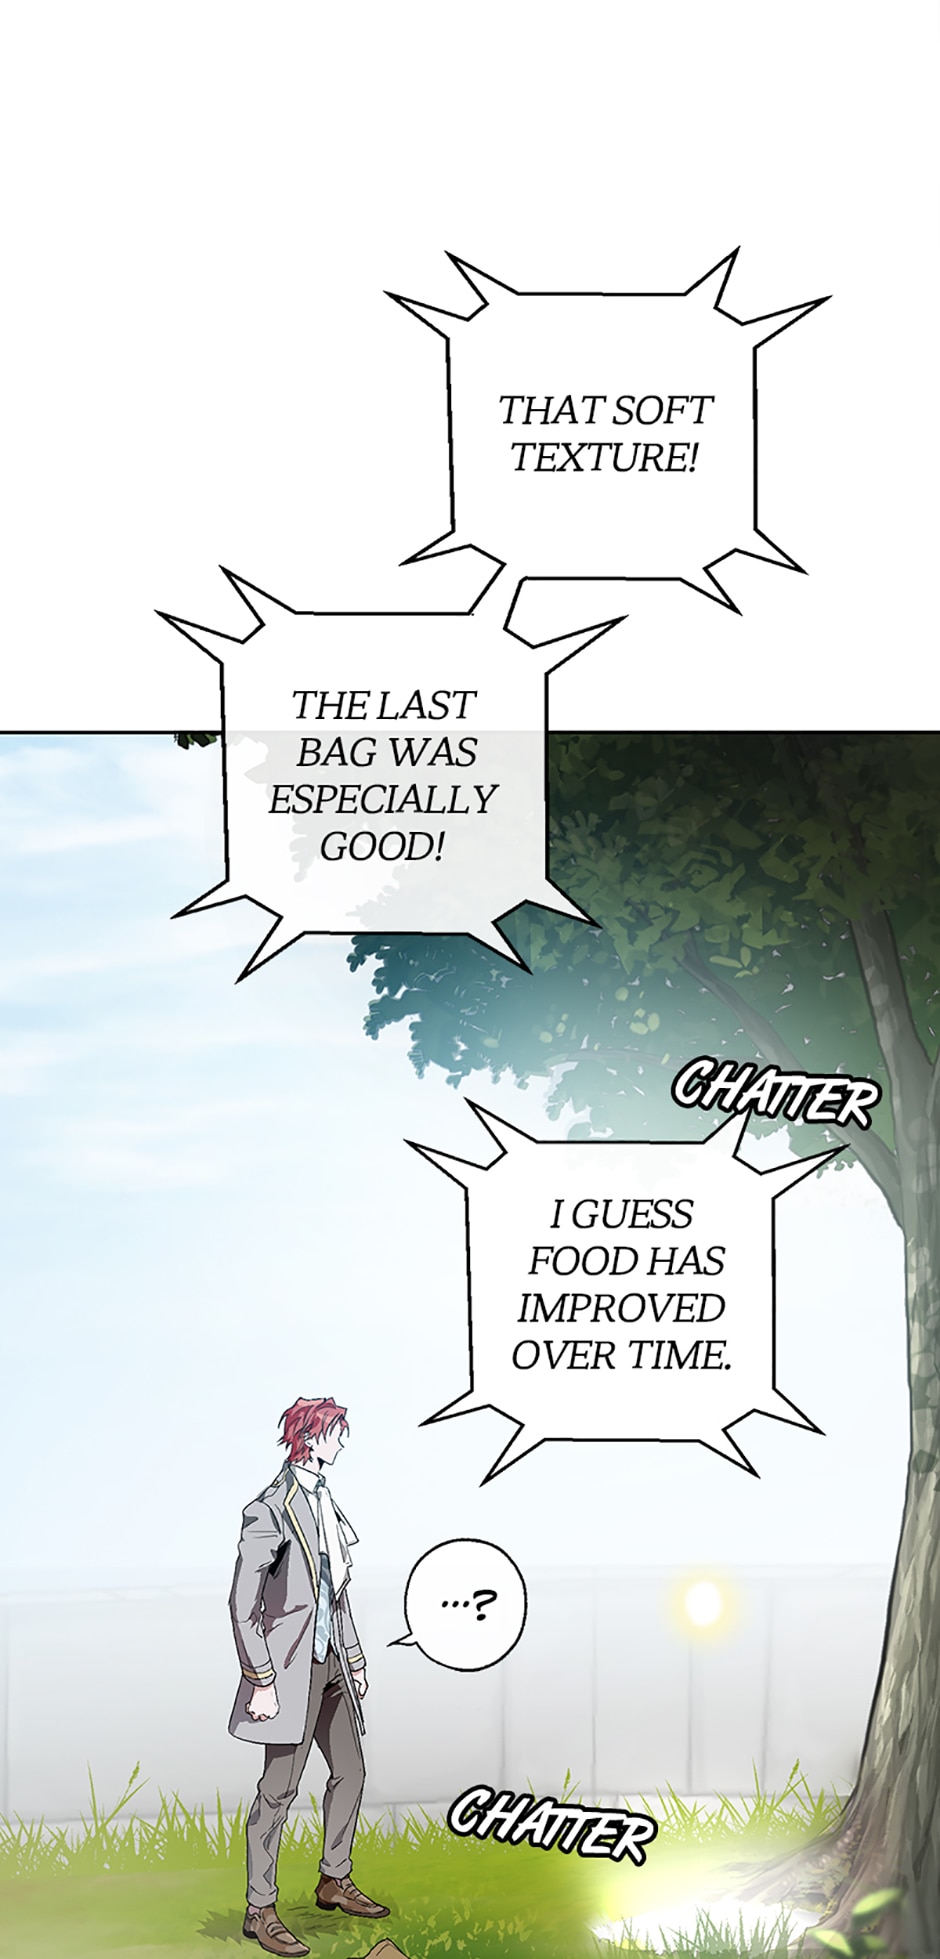 THAT SOFT
TEXTURE!
THE LAST
BAG WAS
ESPECIALLY
GOOD!
CHATTER
I GUESS
FOOD HAS
IMPROVED
OVER TIME.
...?
CHATTER